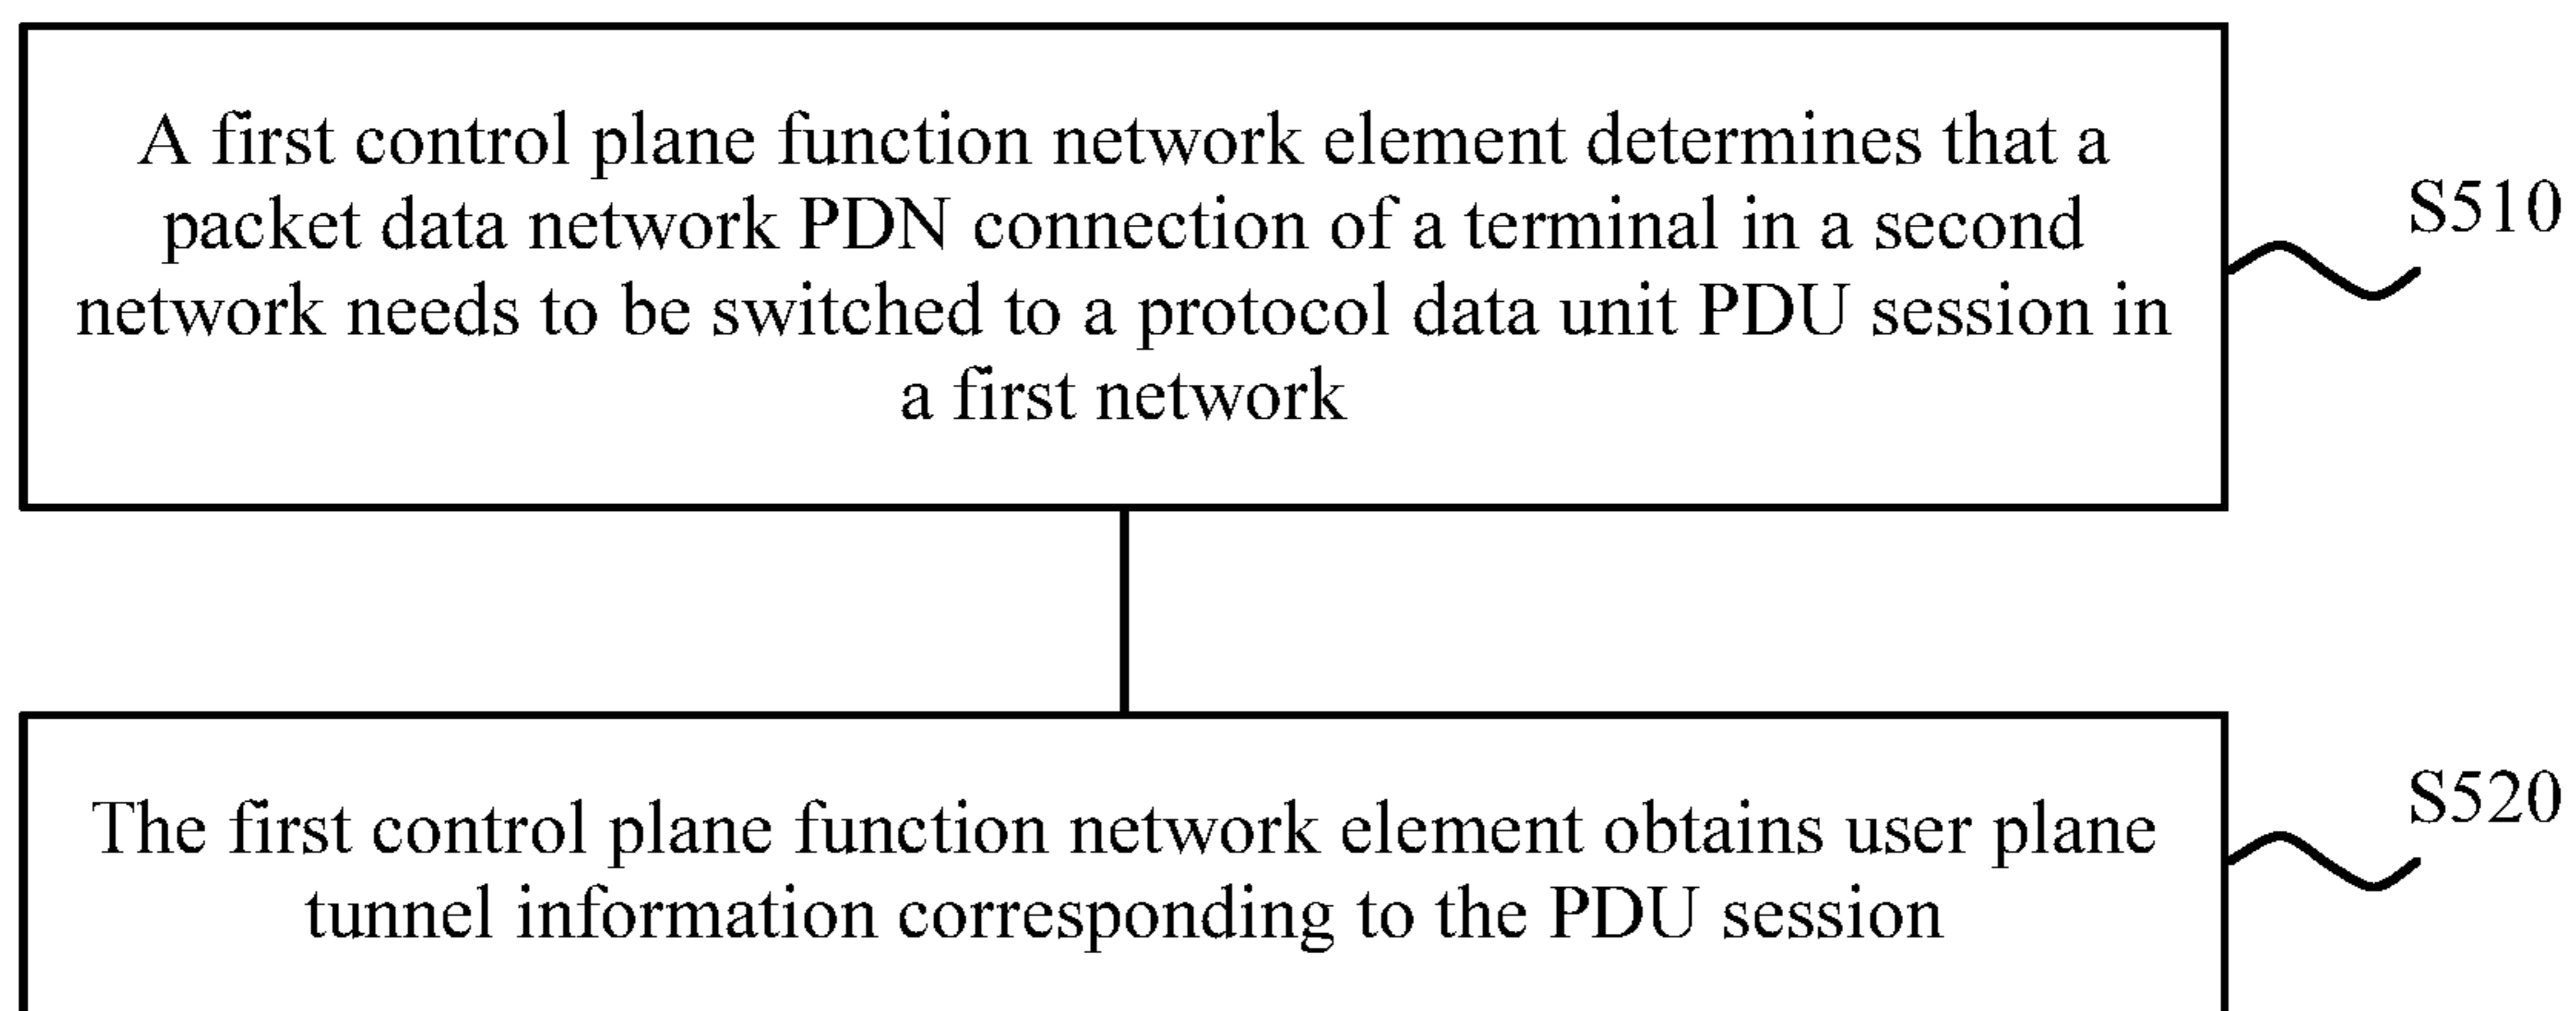 A first control plane function network element determines that a
packet data network PDN connection of a terminal in a second
network needs to be switched to a protocol data unit PDU session in
a first network
S510
The first control plane function network element obtains user plane
tunnel information corresponding to the PDU session
S520